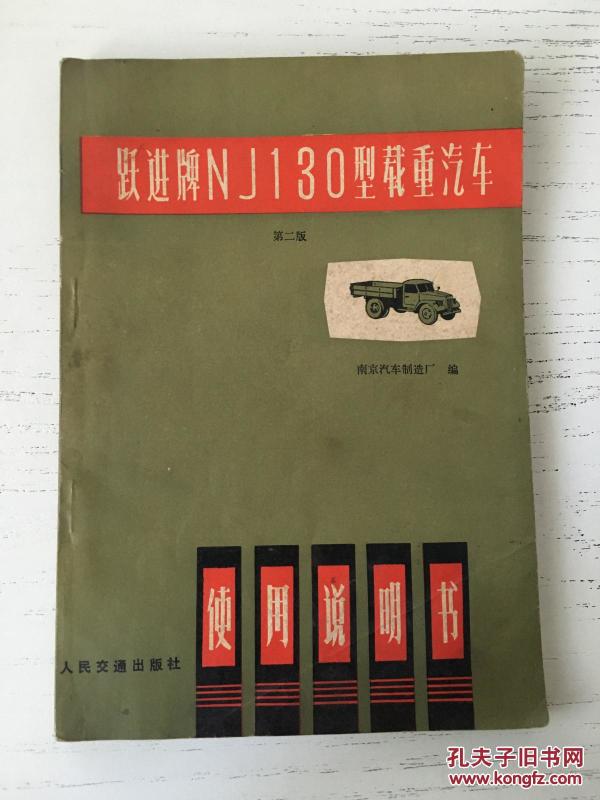 跃进牌NJ130型载重汽车
第二版
南京汽车制造厂 编
使用说明书
人民交通出版社
孔夫子旧书网
www.kongfz.com